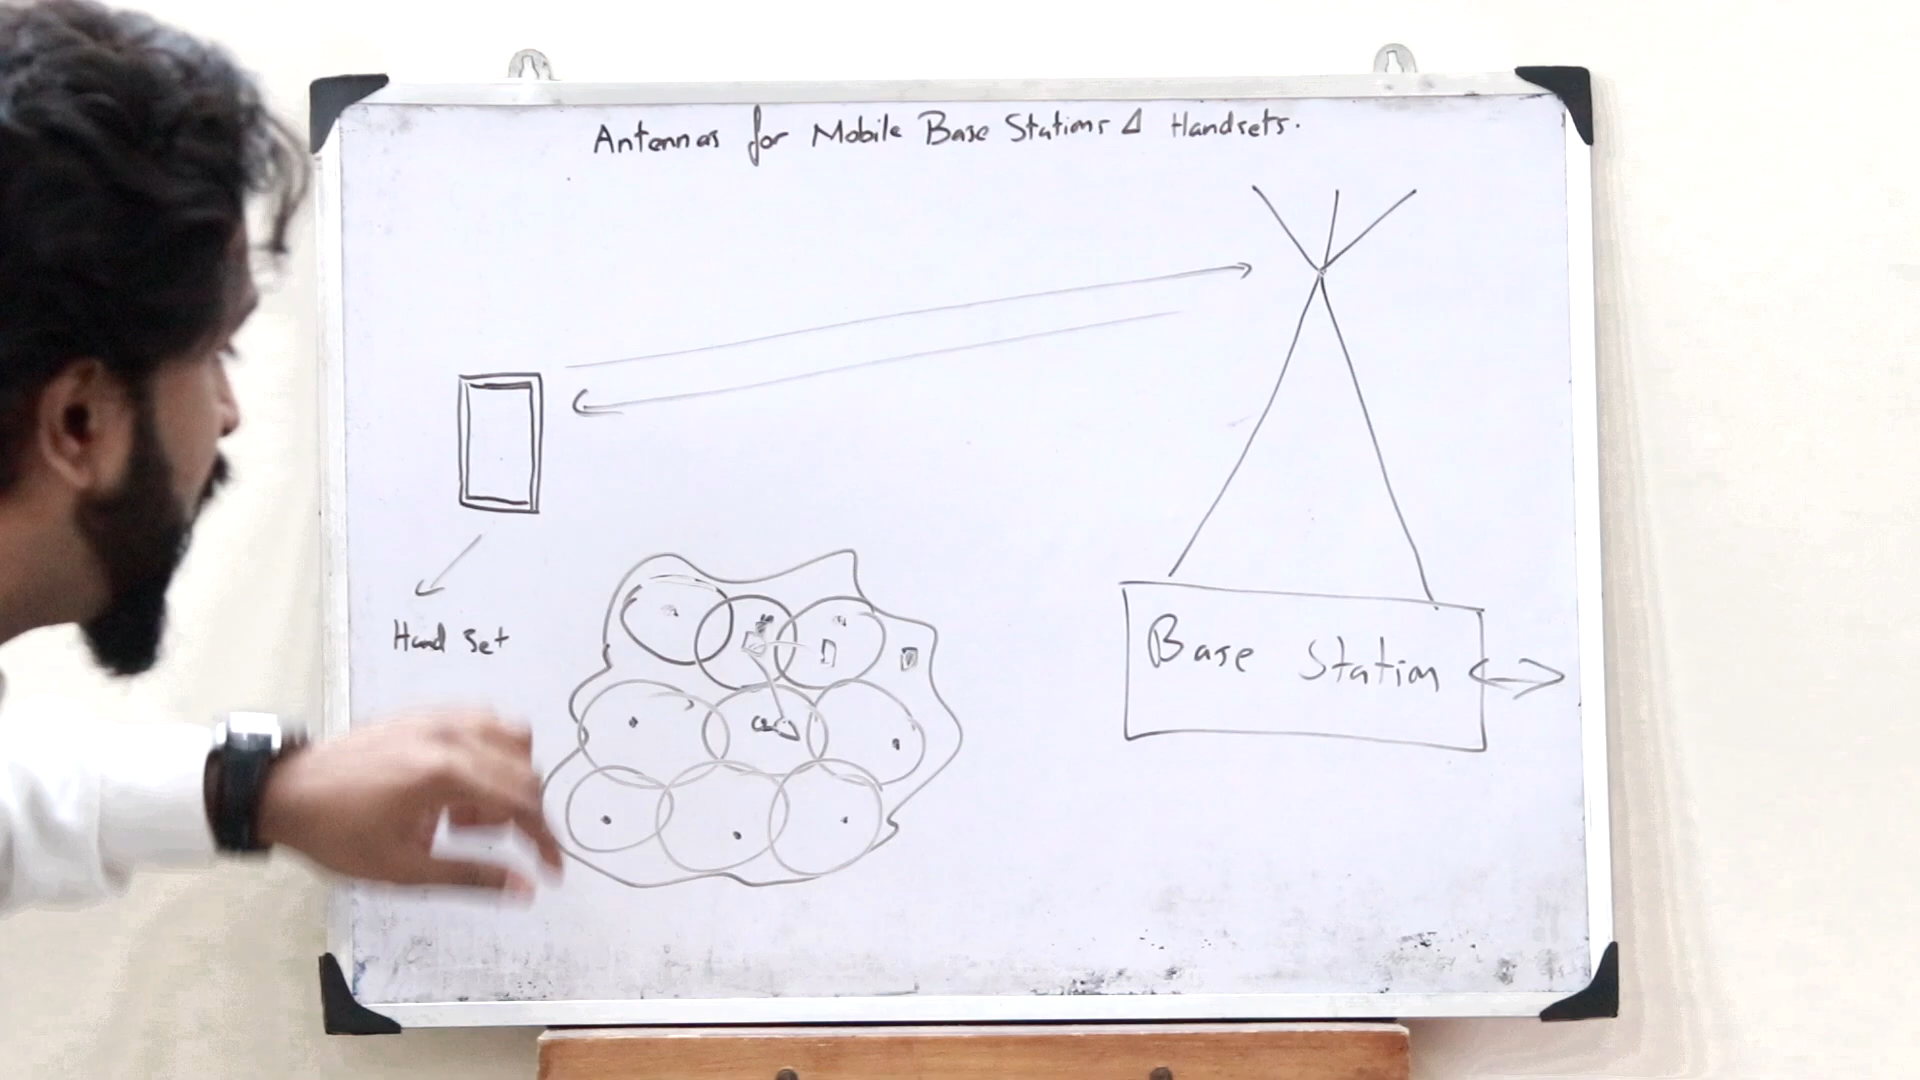 Antennas for Mobile Base Stations & Handsets.
Hand Set
Base Station